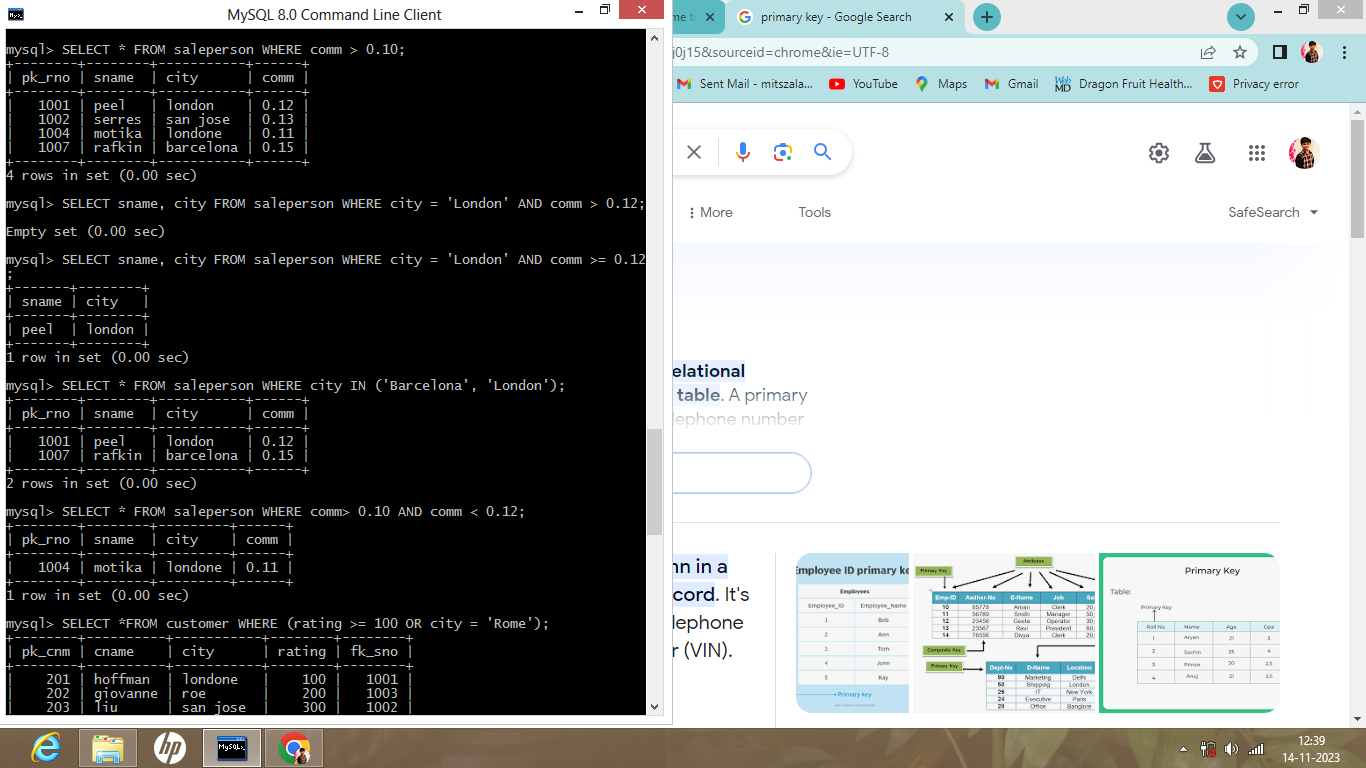 MySQL 8.0 Command Line Client
mysql> SELECT * FROM saleperson WHERE comm > 0.10;
+--------+--------+-----------+------+
| pk_rno | sname  | city      | comm |
+--------+--------+-----------+------+
|   1001 | peel   | london    | 0.12 |
|   1002 | serres | san jose  | 0.13 |
|   1004 | motika | londone   | 0.11 |
|   1007 | rafkin | barcelona | 0.15 |
+--------+--------+-----------+------+
4 rows in set (0.00 sec)
mysql> SELECT sname, city FROM saleperson WHERE city = 'London' AND comm > 0.12;
Empty set (0.00 sec)
mysql> SELECT sname, city FROM saleperson WHERE city = 'London' AND comm >= 0.12
;
+-------+--------+
| sname | city   |
+-------+--------+
| peel  | london |
+-------+--------+
1 row in set (0.00 sec)
mysql> SELECT * FROM saleperson WHERE city IN ('Barcelona', 'London');
+--------+--------+-----------+------+
| pk_rno | sname  | city      | comm |
+--------+--------+-----------+------+
|   1001 | peel   | london    | 0.12 |
|   1007 | rafkin | barcelona | 0.15 |
+--------+--------+-----------+------+
2 rows in set (0.00 sec)
mysql> SELECT * FROM saleperson WHERE comm> 0.10 AND comm < 0.12;
+--------+--------+---------+------+
| pk_rno | sname  | city    | comm |
+--------+--------+---------+------+
|   1004 | motika | londone | 0.11 |
+--------+--------+---------+------+
1 row in set (0.00 sec)
mysql> SELECT *FROM customer WHERE (rating >= 100 OR city = 'Rome');
+--------+----------+----------+--------+--------+
| pk_cnm | cname    | city     | rating | fk_sno |
+--------+----------+----------+--------+--------+
|    201 | hoffman  | londone  |    100 |   1001 |
|    202 | giovanne | roe      |    200 |   1003 |
|    203 | liu      | san jose |    300 |   1002 |
me to
primary key - Google Search
j0j15&sourceid=chrome&ie=UTF-8
Sent Mail - mitszala... YouTube Maps Gmail Dragon Fruit Health... Privacy error
More Tools SafeSearch
elational
table. A primary
lephone number
nn in a
cord. It's
lephone
r (VIN).
Employee ID primary ke
Employees
Employee_ID Employee_Name
1 Bob
2 Ann
3 Tom
4 John
5 Kay
Primary key
Attributes
Primary Key
Emp-ID Aadhar-No E-Name Job Sa
10 65778 Aman Clerk 20
11 56789 Smith Manager 50
12 23456 Geeta Operator 30
13 23567 Ravi President 60
14 76556 Divya Clerk 20
Composite Key
Primary Key
Dept-No D-Name Location
90 Marketing Delhi
58 Shipping London
26 IT New York
24 Executive Paris
29 Office Banglore
Primary Key
Table:
Primary Key
Roll No. Name Age Gpa
1 Aryan 21 3
2 Sachin 25 4
3 Prince 20 2.5
4 Anuj 21 3.5
hp
MySQL
12:39
14-11-2023